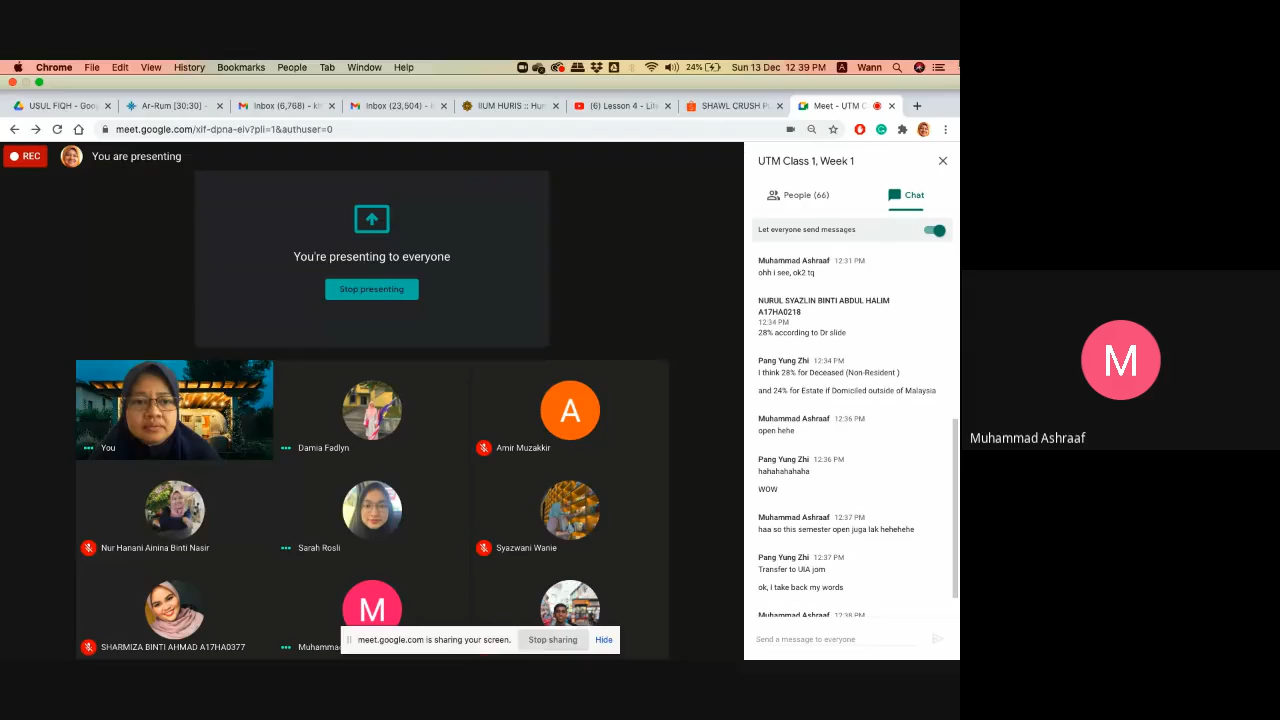 Chrome File Edit View History Bookmarks People Tab Window Help 24% Sun 13 Dec 12:39 PM A Wann
USUL FIQH - Goo Ar-Rum [30:30] - Inbox (6,768) - kh Inbox (23,504) - k IIUM HURIS :: Hum (6) Lesson 4 - Lite SHAWL CRUSH P Meet - UTM C
meet.google.com/xif-dpna-eiv?pli=1&authuser=0
REC You are presenting
You're presenting to everyone
Stop presenting
You
Damia Fadlyn
A
Amir Muzakkir
Nur Hanani Ainina Binti Nasir
Sarah Rosli
Syazwani Wanie
SHARMIZA BINTI AHMAD A17HA0377
M
Muhamma
meet.google.com is sharing your screen. Stop sharing Hide
UTM Class 1, Week 1
People (66) Chat
Let everyone send messages
Muhammad Ashraaf 12:31 PM
ohh i see, ok2 tq
NURUL SYAZLIN BINTI ABDUL HALIM
A17HA0218
12:34 PM
28% according to Dr slide
Pang Yung Zhi 12:34 PM
I think 28% for Deceased (Non-Resident )
and 24% for Estate if Domiciled outside of Malaysia
Muhammad Ashraaf 12:36 PM
open hehe
Pang Yung Zhi 12:36 PM
hahahahahaha
WOW
Muhammad Ashraaf 12:37 PM
haa so this semester open juga lak hehehehe
Pang Yung Zhi 12:37 PM
Transfer to UIA jom
ok, I take back my words
Muhammad Ashraaf 12:38 PM
Send a message to everyone
M
Muhammad Ashraaf